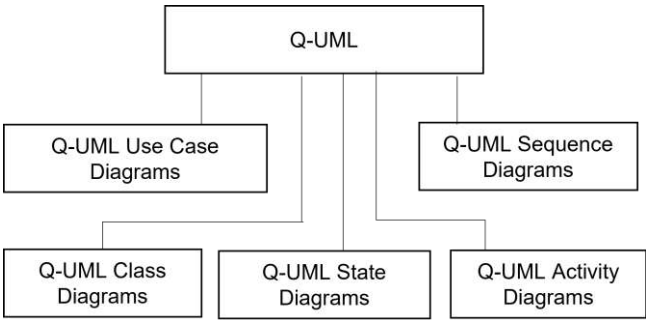 Q-UML
Q-UML Use Case
Diagrams
Q-UML Sequence
Diagrams
Q-UML Class
Diagrams
Q-UML State
Diagrams
Q-UML Activity
Diagrams